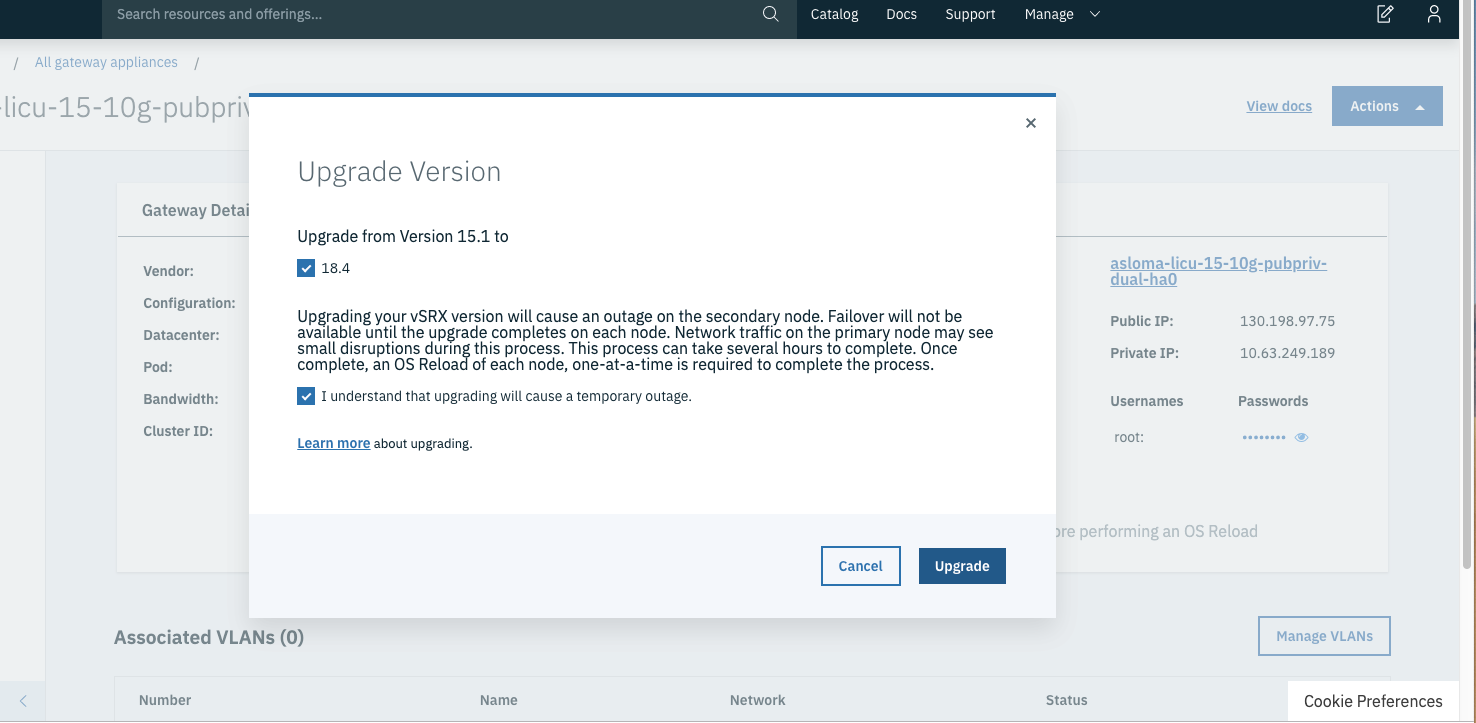 Search resources and offerings...
Catalog
Docs
Support
Manage
/ All gateway appliances /
-licu-15-10g-pubpriv
View docs
Actions
Upgrade Version
Upgrade from Version 15.1 to
18.4
Upgrading your vSRX version will cause an outage on the secondary node. Failover will not be
available until the upgrade completes on each node. Network traffic on the primary node may see
small disruptions during this process. This process can take several hours to complete. Once
complete, an OS Reload of each node, one-at-a-time is required to complete the process.
I understand that upgrading will cause a temporary outage.
Learn more about upgrading.
Cancel
Upgrade
Gateway Detai
Vendor:
Configuration:
Datacenter:
Pod:
Bandwidth:
Cluster ID:
asloma-licu-15-10g-pubpriv-
dual-ha0
Public IP: 130.198.97.75
Private IP: 10.63.249.189
Usernames Passwords
root: ••••••••
ore performing an OS Reload
Associated VLANs (0)
Manage VLANs
Number Name Network Status
Cookie Preferences